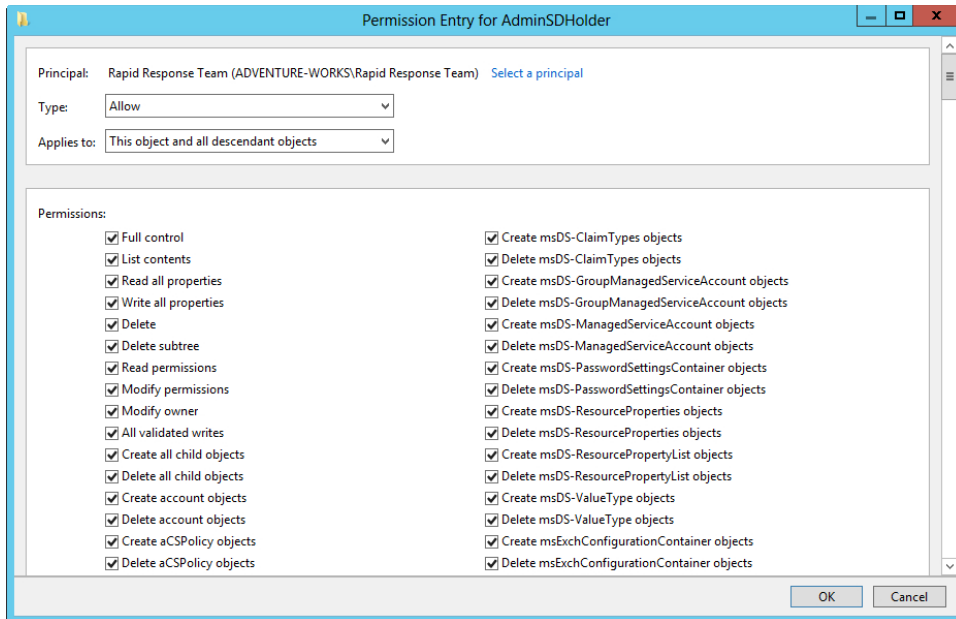 Permission Entry for AdminSDHolder
Principal: Rapid Response Team (ADVENTURE-WORKS\Rapid Response Team) Select a principal
Type: Allow
Applies to: This object and all descendant objects
Permissions:
Full control
List contents
Read all properties
Write all properties
Delete
Delete subtree
Read permissions
Modify permissions
Modify owner
All validated writes
Create all child objects
Delete all child objects
Create account objects
Delete account objects
Create aCSPolicy objects
Delete aCSPolicy objects
Create msDS-ClaimTypes objects
Delete msDS-ClaimTypes objects
Create msDS-GroupManagedServiceAccount objects
Delete msDS-GroupManagedServiceAccount objects
Create msDS-ManagedServiceAccount objects
Delete msDS-ManagedServiceAccount objects
Create msDS-PasswordSettingsContainer objects
Delete msDS-PasswordSettingsContainer objects
Create msDS-ResourceProperties objects
Delete msDS-ResourceProperties objects
Create msDS-ResourcePropertyList objects
Delete msDS-ResourcePropertyList objects
Create msDS-ValueType objects
Delete msDS-ValueType objects
Create msExchConfigurationContainer objects
Delete msExchConfigurationContainer objects
OK Cancel